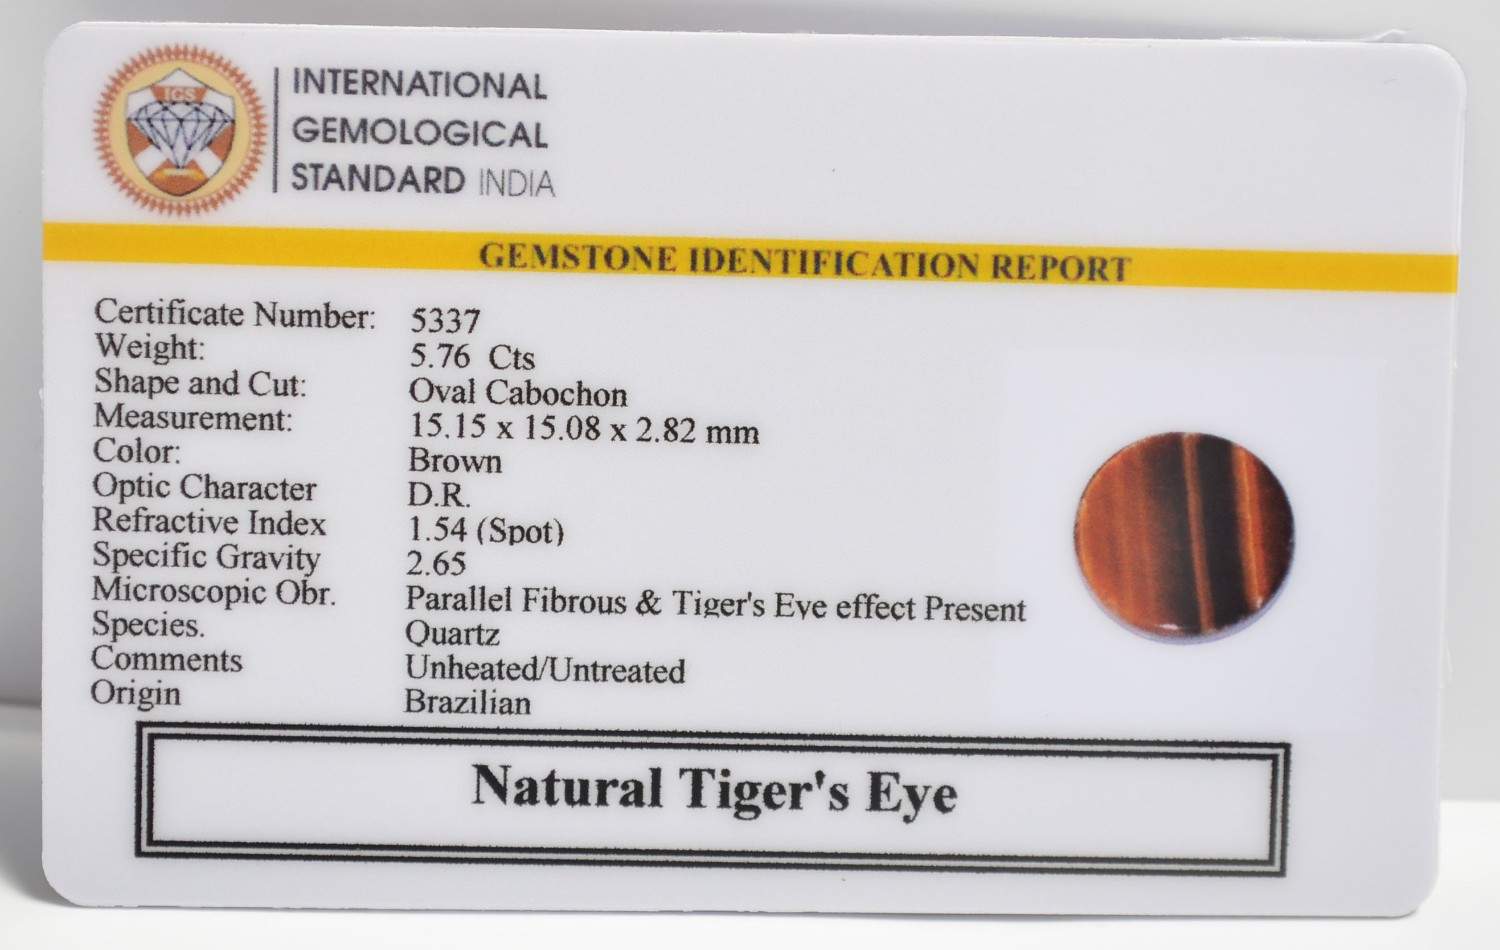 IGS
INTERNATIONAL
GEMOLOGICAL
STANDARD INDIA
GEMSTONE IDENTIFICATION REPORT
Certificate Number: 5337
Weight: 5.76 Cts
Shape and Cut: Oval Cabochon
Measurement: 15.15 x 15.08 x 2.82 mm
Color: Brown
Optic Character D.R.
Refractive Index 1.54 (Spot)
Specific Gravity 2.65
Microscopic Obr. Parallel Fibrous & Tiger's Eye effect Present
Species. Quartz
Comments Unheated/Untreated
Origin Brazilian
Natural Tiger's Eye